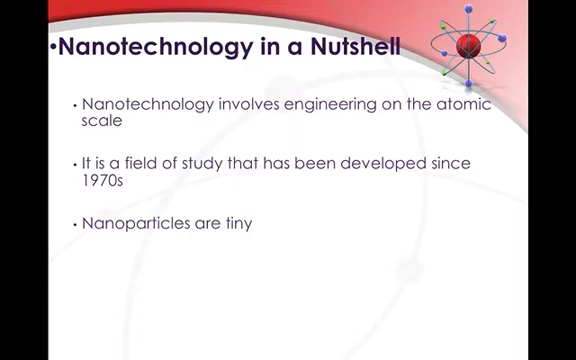 •Nanotechnology in a Nutshell
• Nanotechnology involves engineering on the atomic
scale
• It is a field of study that has been developed since
1970s
• Nanoparticles are tiny